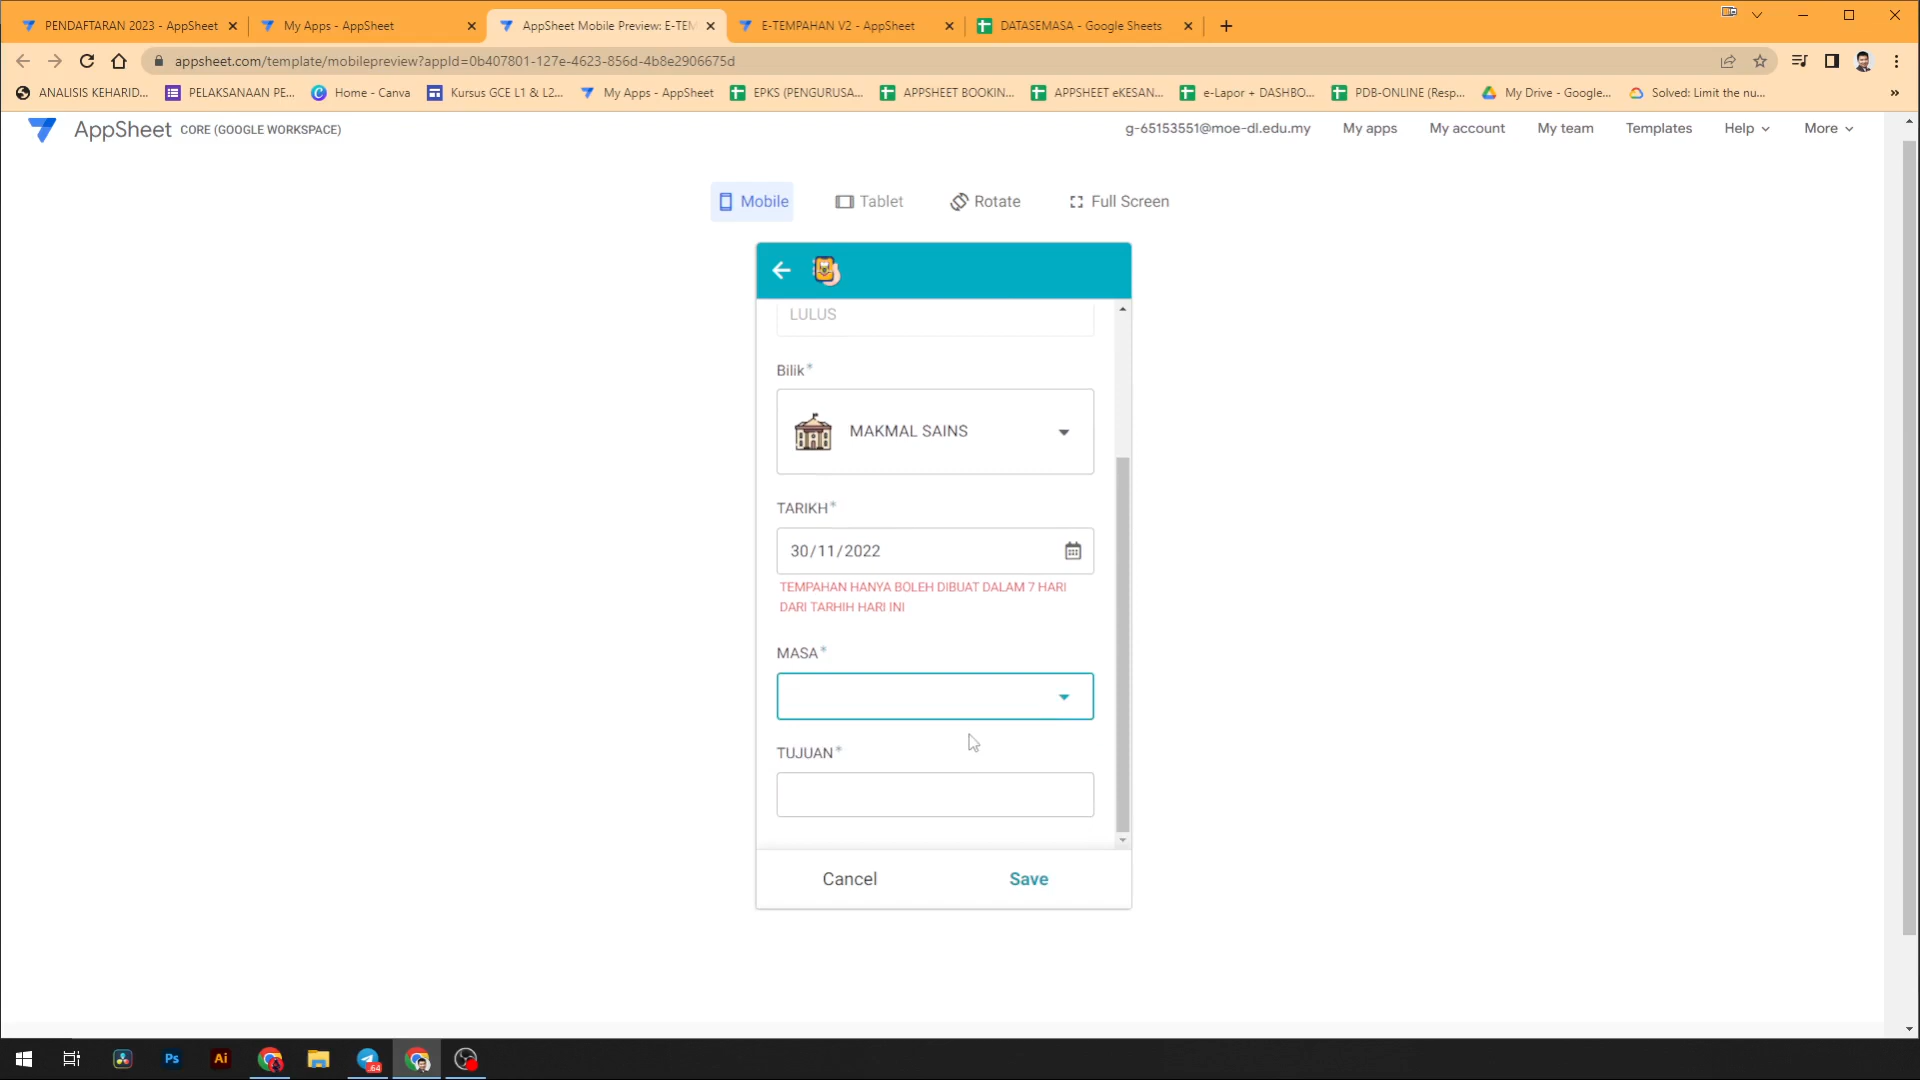 PENDAFTARAN 2023 - AppSheet
My Apps - AppSheet
AppSheet Mobile Preview: E-TEM
E-TEMPAHAN V2 - AppSheet
DATASEMASA - Google Sheets
appsheet.com/template/mobilepreview?appId=0b407801-127e-4623-856d-4b8e2906675d
ANALISIS KEHARID...
PELAKSANAAN PE...
Home - Canva
Kursus GCE L1 & L2...
My Apps - AppSheet
EPKS (PENGURUSA...
APPSHEET BOOKIN...
APPSHEET eKESAN...
e-Lapor + DASHBO...
PDB-ONLINE (Resp...
My Drive - Google...
Solved: Limit the nu...
»
AppSheet CORE (GOOGLE WORKSPACE)
g-65153551@moe-dl.edu.my
My apps
My account
My team
Templates
Help
More
Mobile
Tablet
Rotate
Full Screen
LULUS
Bilik*
MAKMAL SAINS
TARIKH*
30/11/2022
TEMPAHAN HANYA BOLEH DIBUAT DALAM 7 HARI
DARI TARHIH HARI INI
MASA*
TUJUAN*
Cancel
Save
Ps
Ai
64